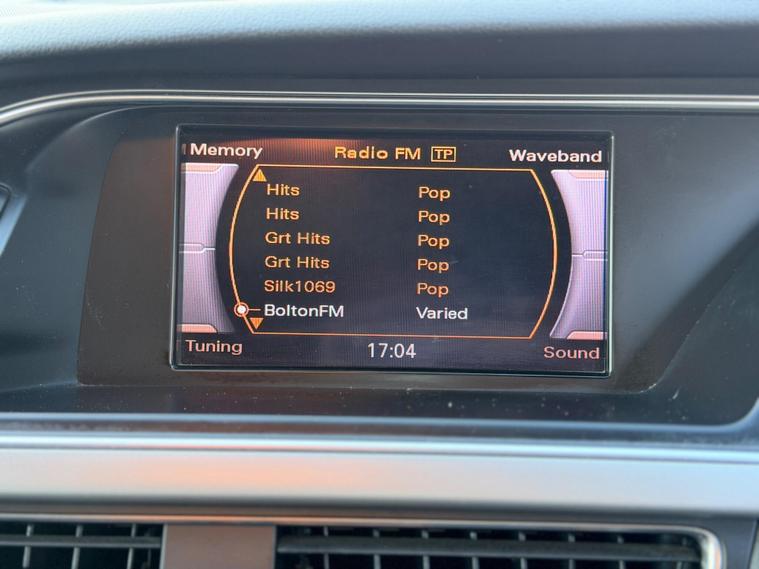 Memory Radio FM TP Waveband
Hits Pop
Hits Pop
Grt Hits Pop
Grt Hits Pop
Silk1069 Pop
BoltonFM Varied
Tuning 17:04 Sound